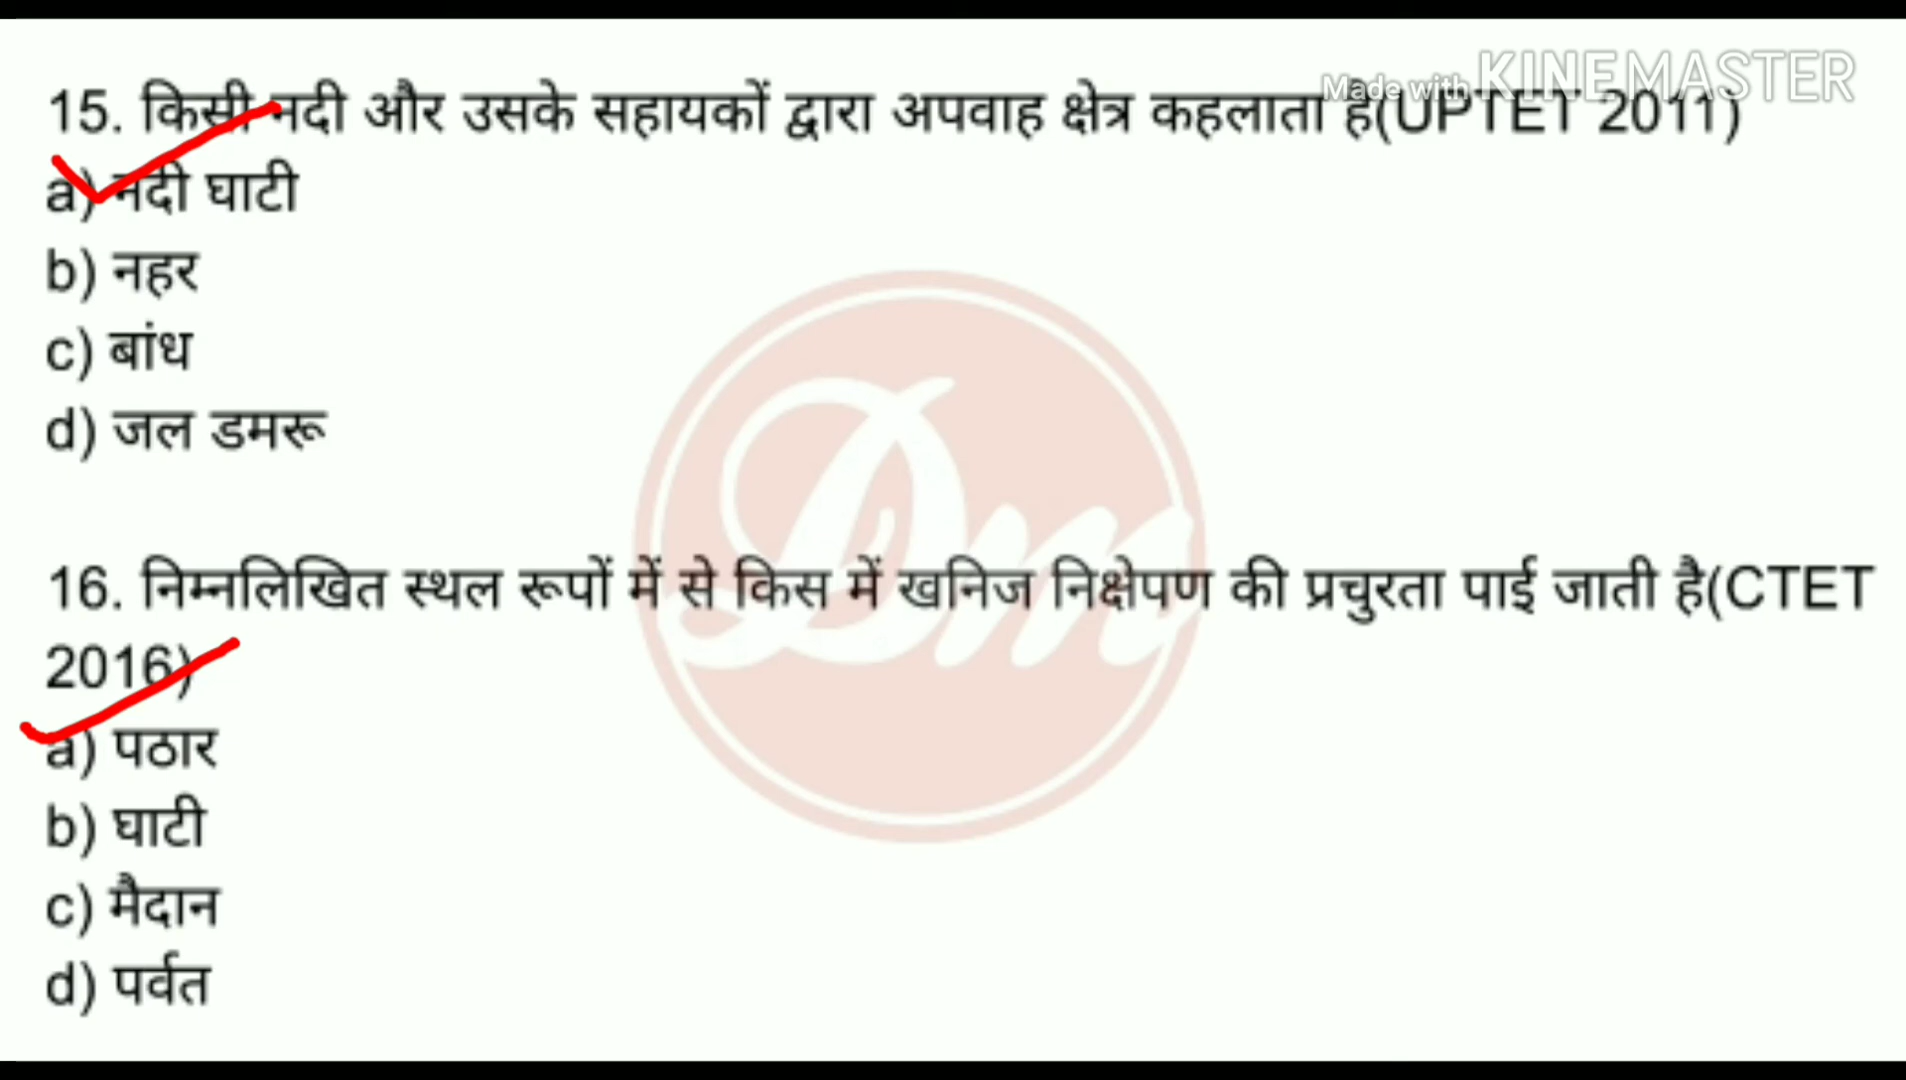 Made with KINEMASTER
15. किसी नदी और उसके सहायकों द्वारा अपवाह क्षेत्र कहलाता है(UPTET 2011)
a) नदी घाटी
b) नहर
c) बांध
d) जल डमरू
16. निम्नलिखित स्थल रूपों में से किस में खनिज निक्षेपण की प्रचुरता पाई जाती है(CTET
2016)
a) पठार
b) घाटी
c) मैदान
d) पर्वत
Dm